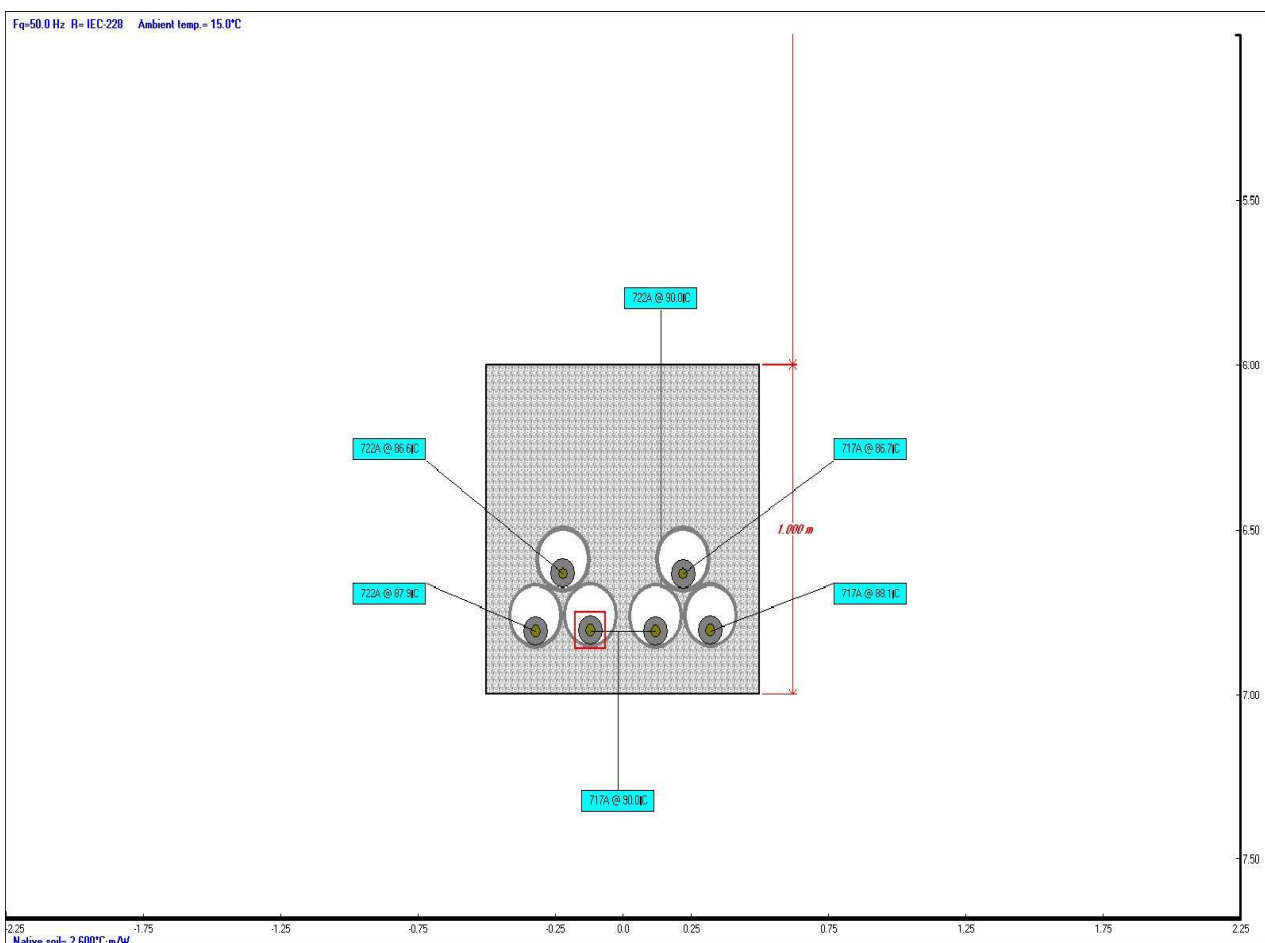 Fq=50.0 Hz R= IEC-228 Ambient temp.= 15.0°C
5.50
722A @ 90.0|C
6.00
722A @ 86.6|C
717A @ 86.7|C
1.000 m
6.50
722A @ 87.9|C
717A @ 88.1|C
7.00
717A @ 90.0|C
7.50
-2.25 -1.75 -1.25 -0.75 -0.25 0.0 0.25 0.75 1.25 1.75 2.25
Native soil= 2.600°C·m/W